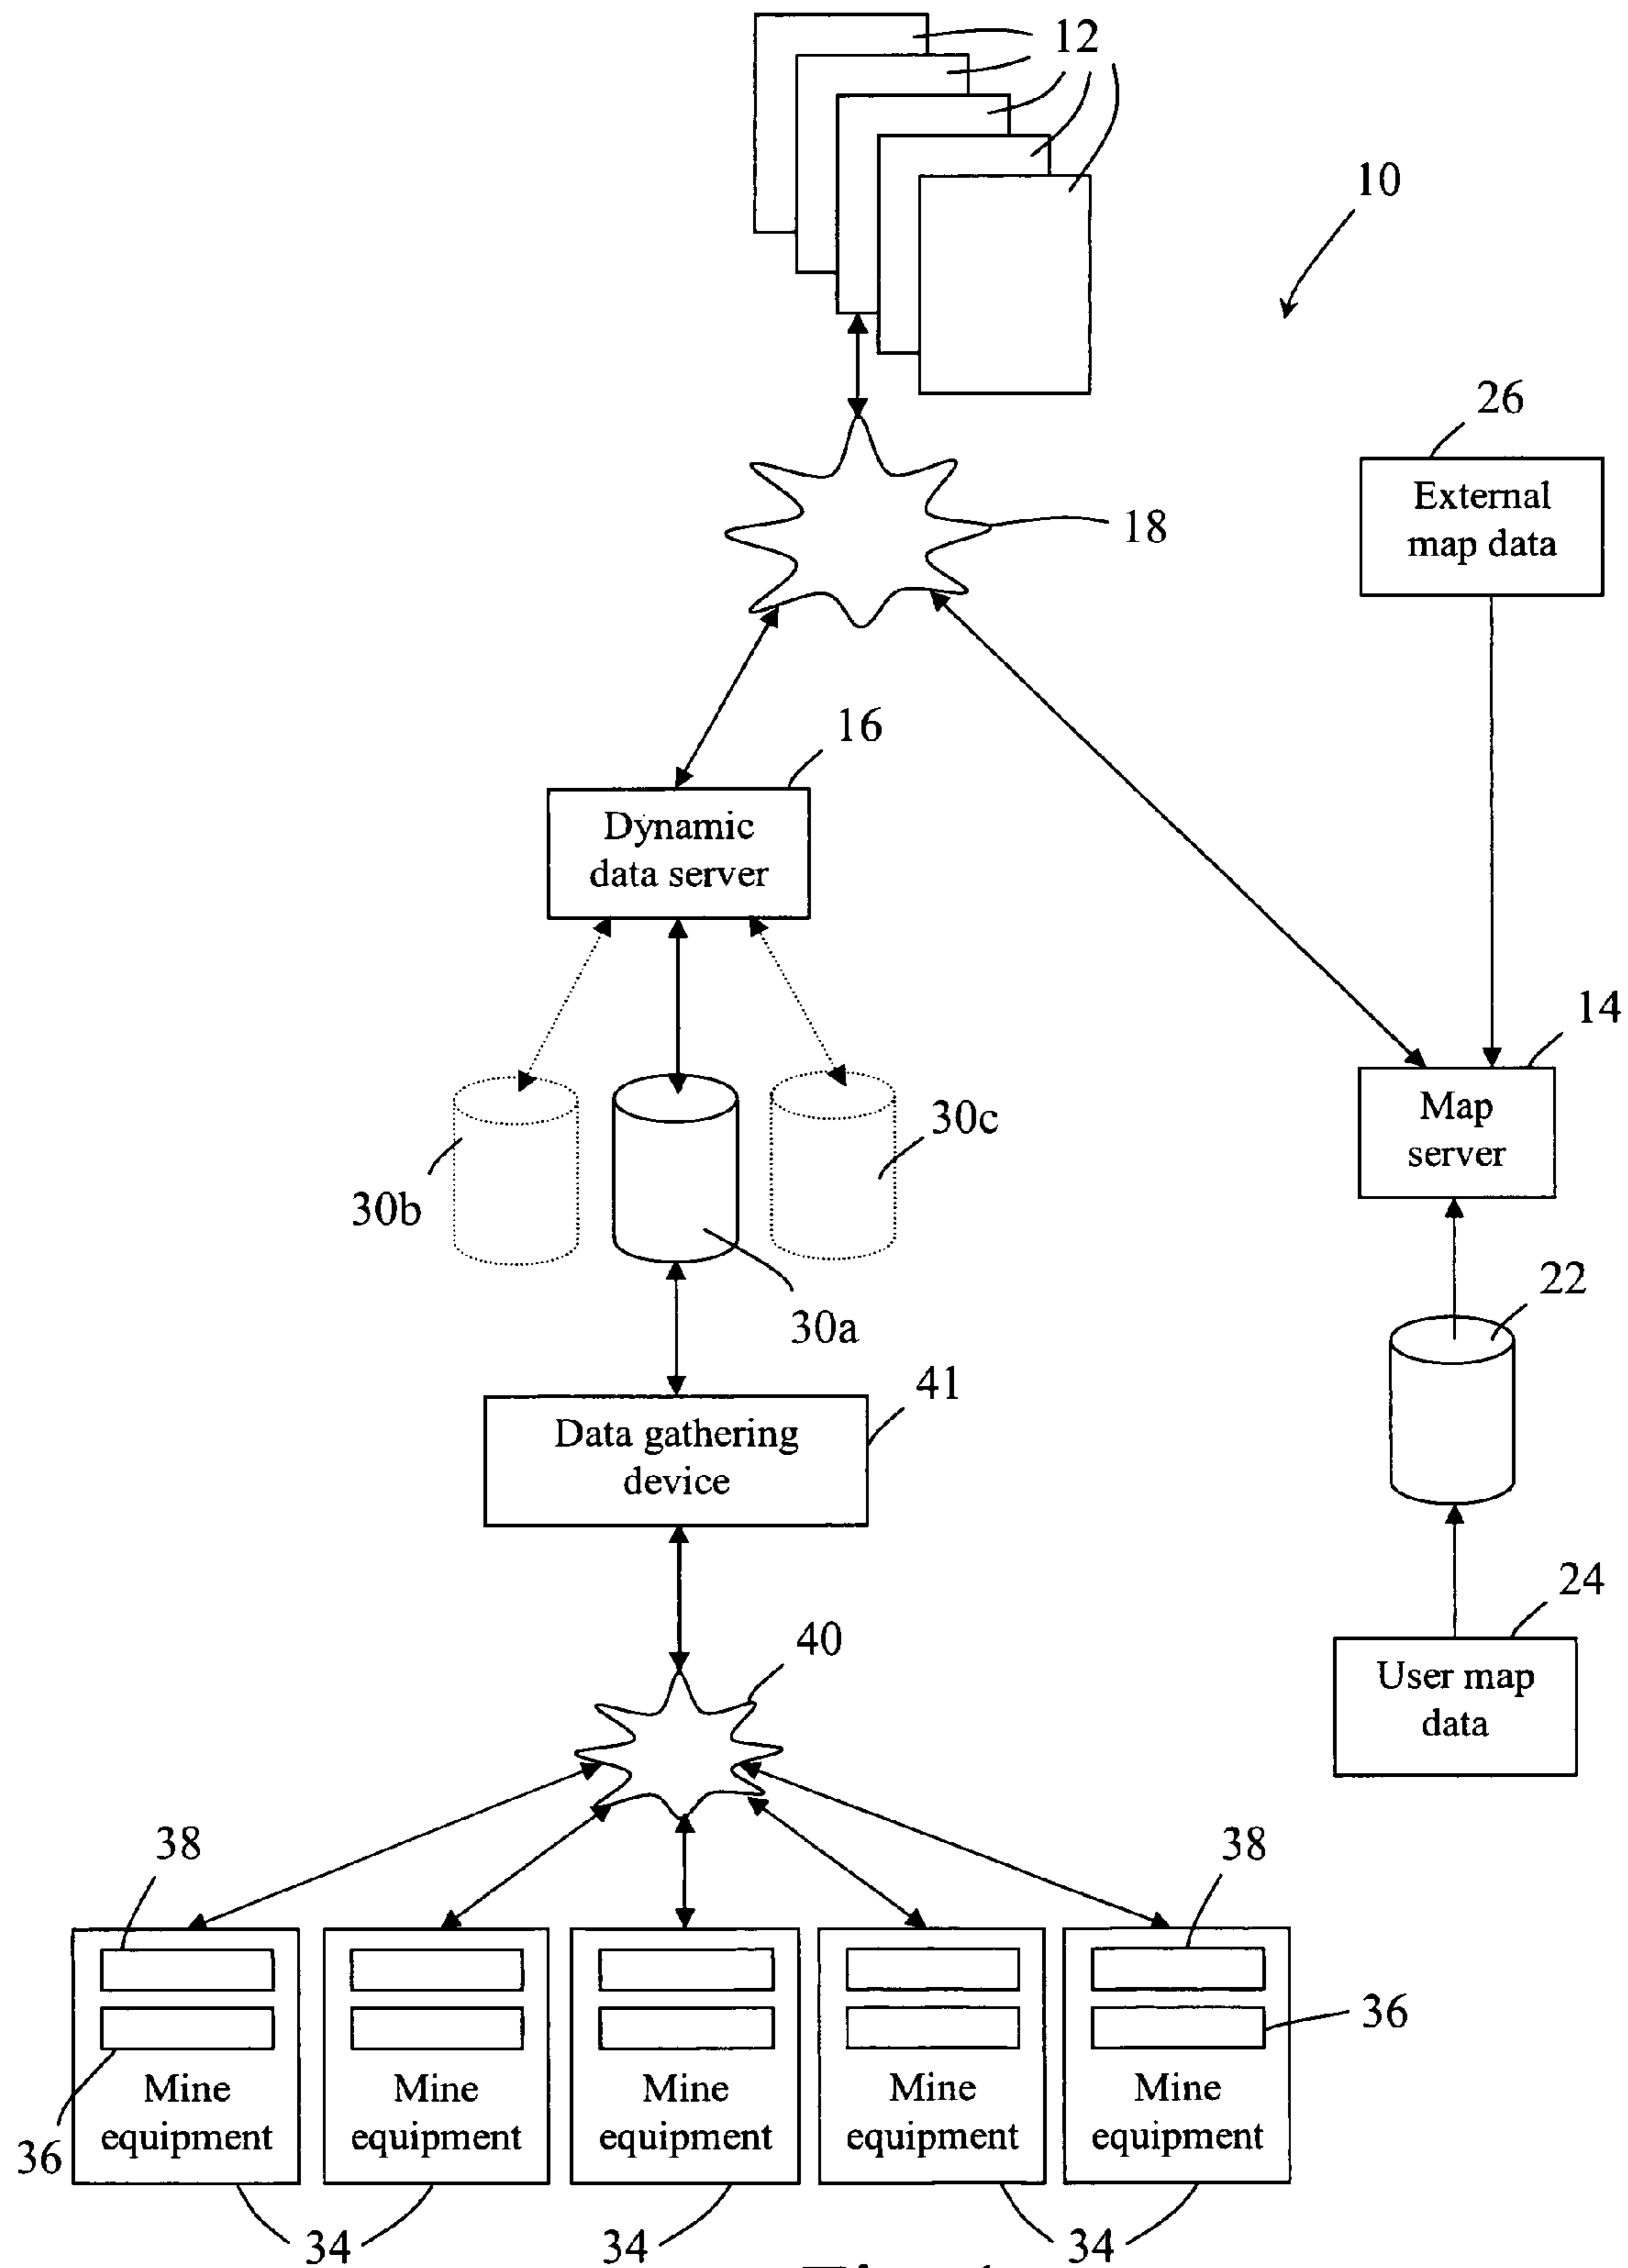 12
10
26
External
map data
18
16
Dynamic
data server
14
Map
server
30c
30b
30a
22
41
Data gathering
device
24
User map
data
40
38
38
36
Mine
equipment
Mine
equipment
Mine
equipment
Mine
equipment
Mine
equipment
36
34
34
34